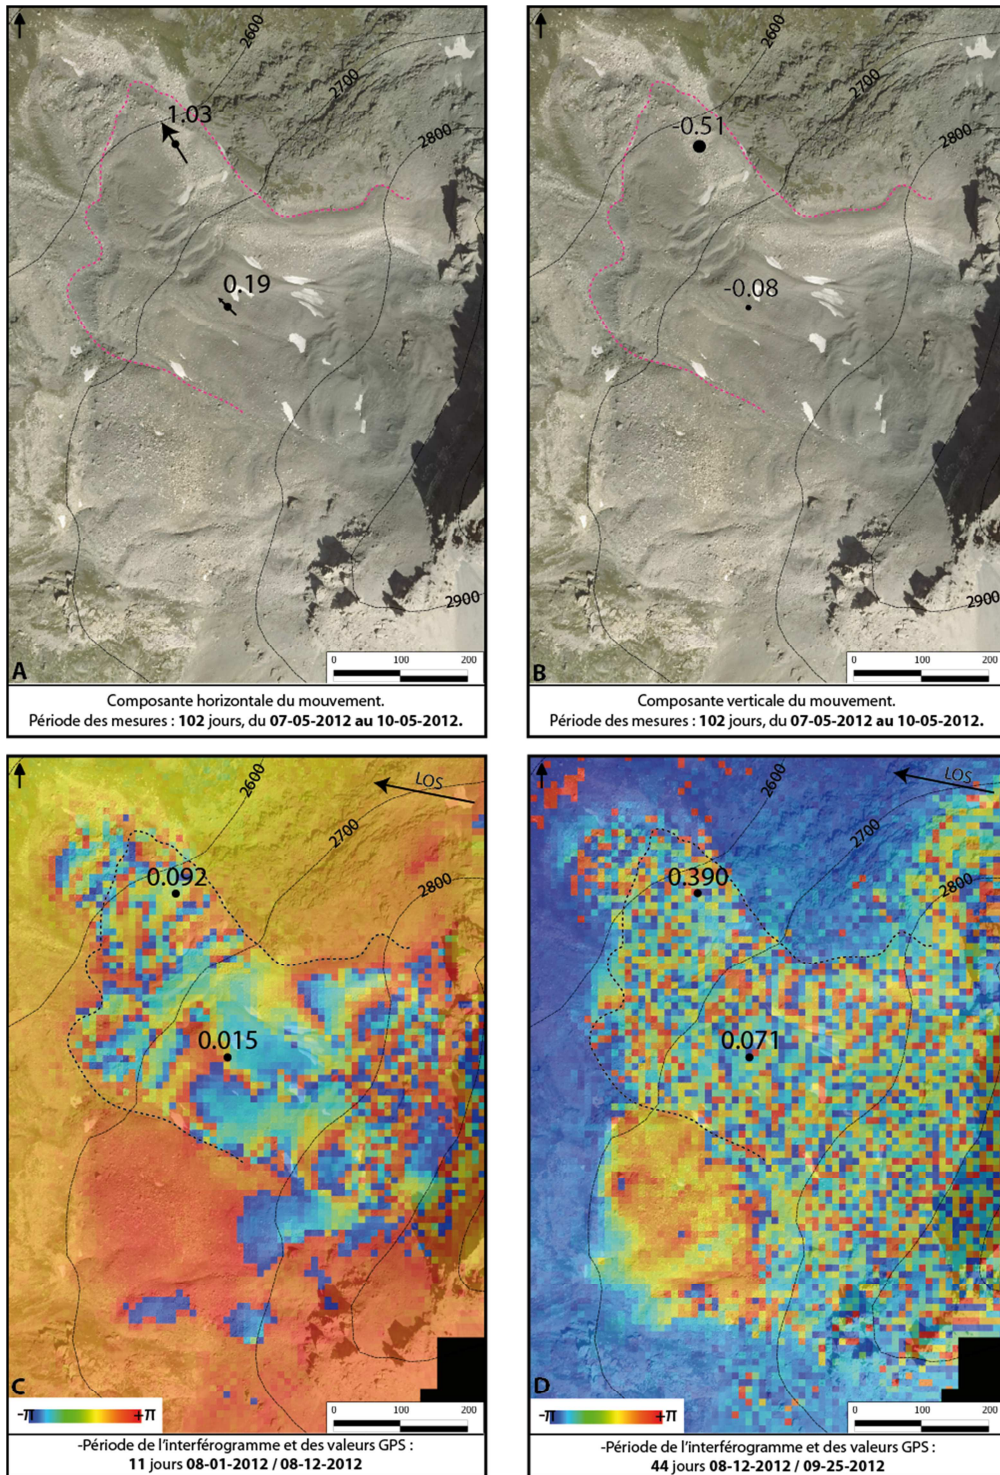 2600
2700
2800
1.03
0.19
2900
A
0 100 200
Composante horizontale du mouvement.
Période des mesures : 102 jours, du 07-05-2012 au 10-05-2012.
2600
2700
2800
-0.51
-0.08
2900
B
0 100 200
Composante verticale du mouvement.
Période des mesures : 102 jours, du 07-05-2012 au 10-05-2012.
LOS
2600
2700
2800
0.092
0.015
C
-π +π
0 100 200
-Période de l'interférogramme et des valeurs GPS :
11 jours 08-01-2012 / 08-12-2012
LOS
2600
2700
2800
0.390
0.071
D
-π +π
0 100 200
-Période de l'interférogramme et des valeurs GPS :
44 jours 08-12-2012 / 09-25-2012